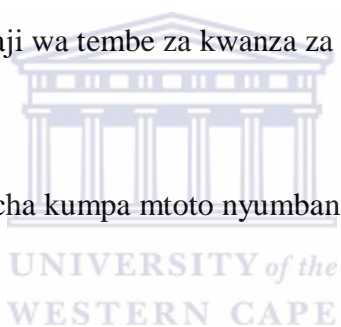 aji wa tembe za kwanza za
cha kumpa mtoto nyumban
UNIVERSITY of the
WESTERN CAPE